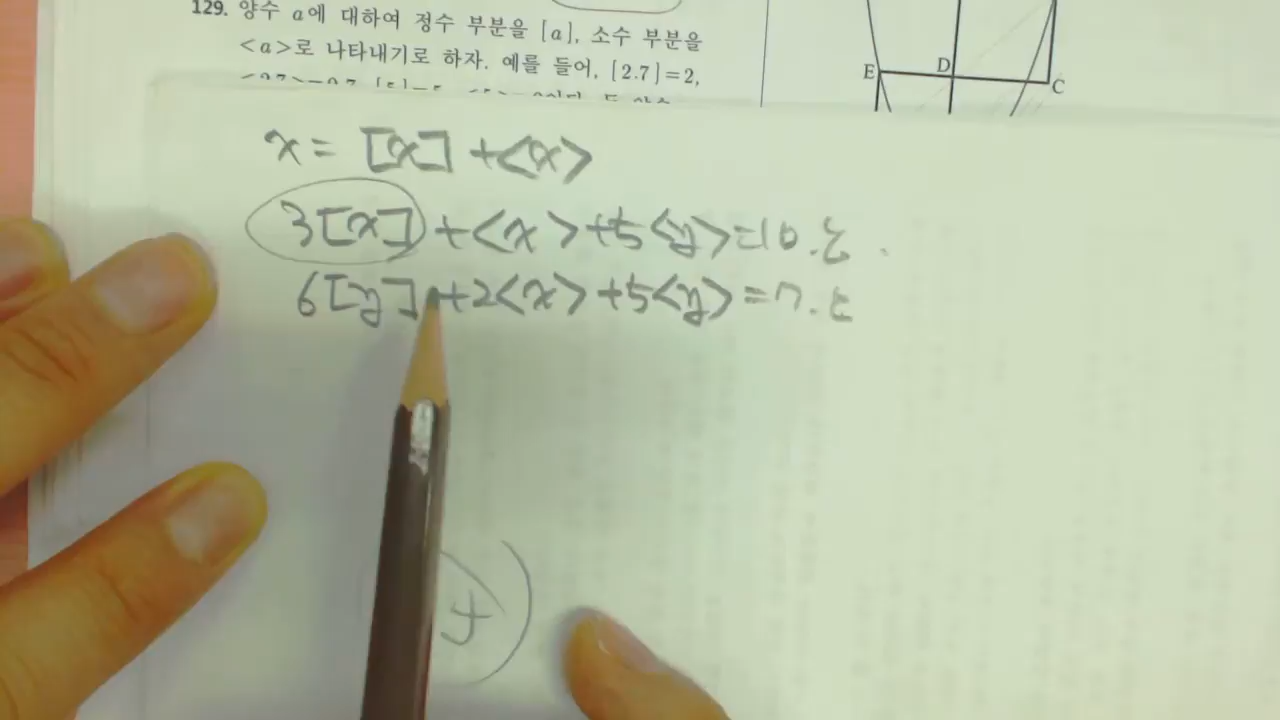 129. 양수 a에 대하여 정수 부분을 [a], 소수 부분을
<a>로 나타내기로 하자. 예를 들어, [2.7]=2,
E D C
x = [x] +<x>
3[x] +<x> +5<y>=10.
6[y] +2<x> +5<y> =7.